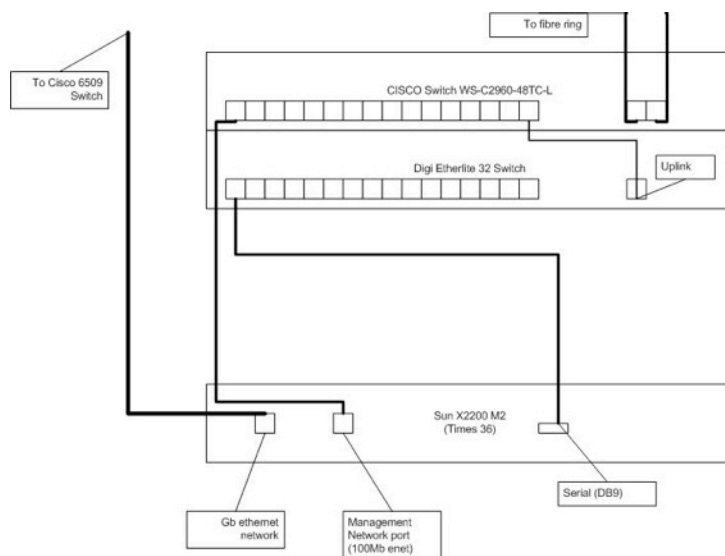 To fibre ring
To Cisco 6509
Switch
CISCO Switch WS-C2960-48TC-L
Digi Etherlite 32 Switch
Uplink
Sun X2200 M2
(Times 36)
Serial (DB9)
Gb ethernet
network
Management
Network port
(100Mb enet)